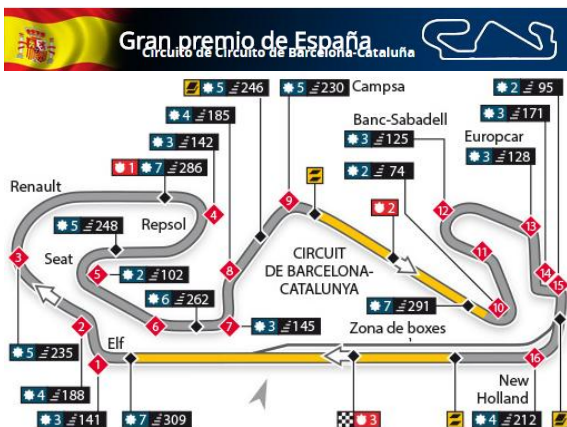 Gran premio de España
Circuito de Circuito de Barcelona-Cataluña
5 246
5 230 Campsa
2 95
4 185
3 171
3 142
Banc-Sabadell
3 125
Europcar
3 128
1 7 286
2 74
Renault
Repsol
5 248
Seat
2 102
6 262
3 145
CIRCUIT
DE BARCELONA-
CATALUNYA
2
7 291
Zona de boxes
Elf
5 235
4 188
3 141
7 309
3
New
Holland
4 212
1
2
3
4
5
6
7
8
9
10
11
12
13
14
15
16